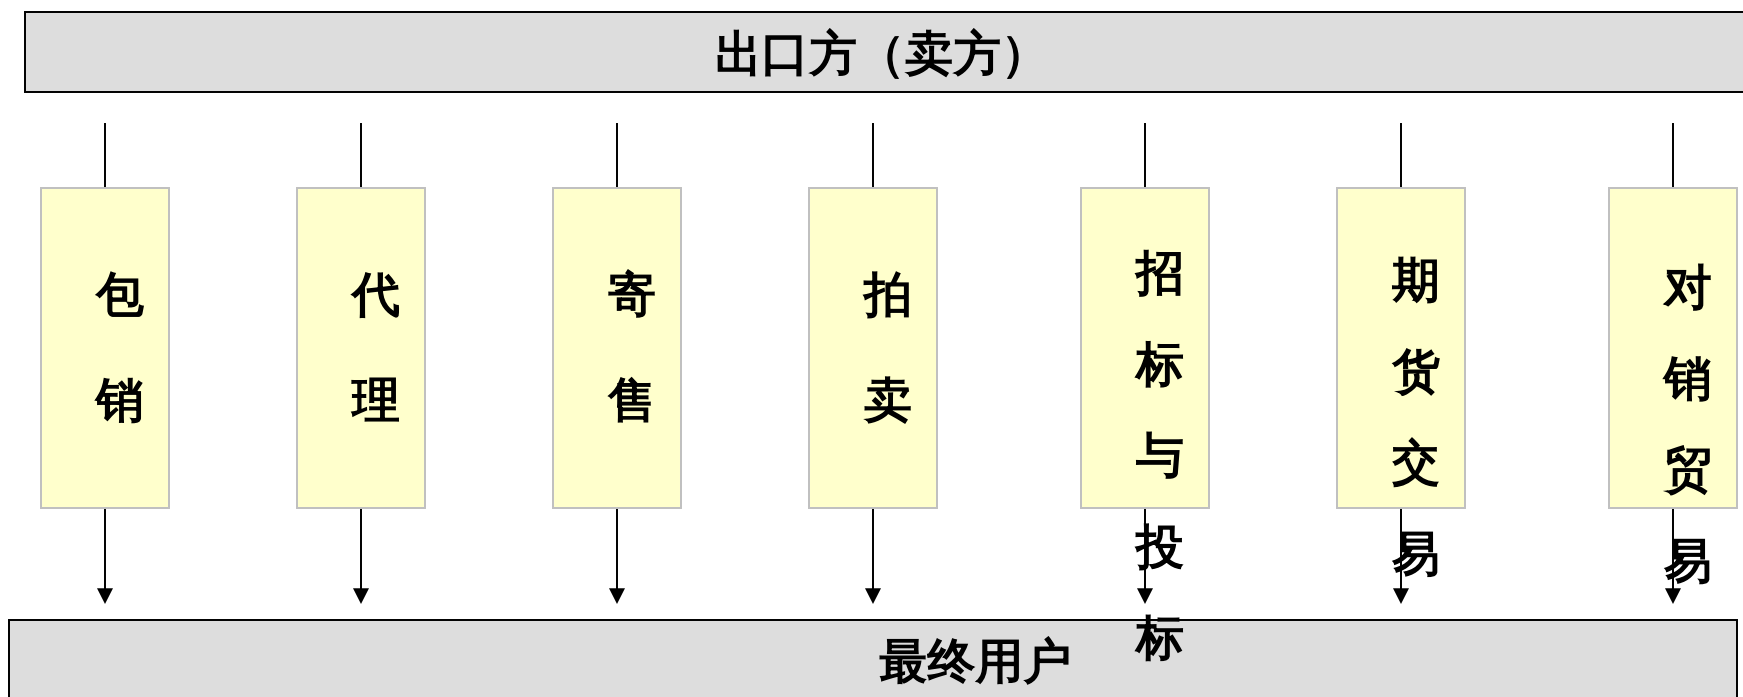 出口方（卖方）
包销
代理
寄售
拍卖
招标与投标
期货交易
对销贸易
最终用户